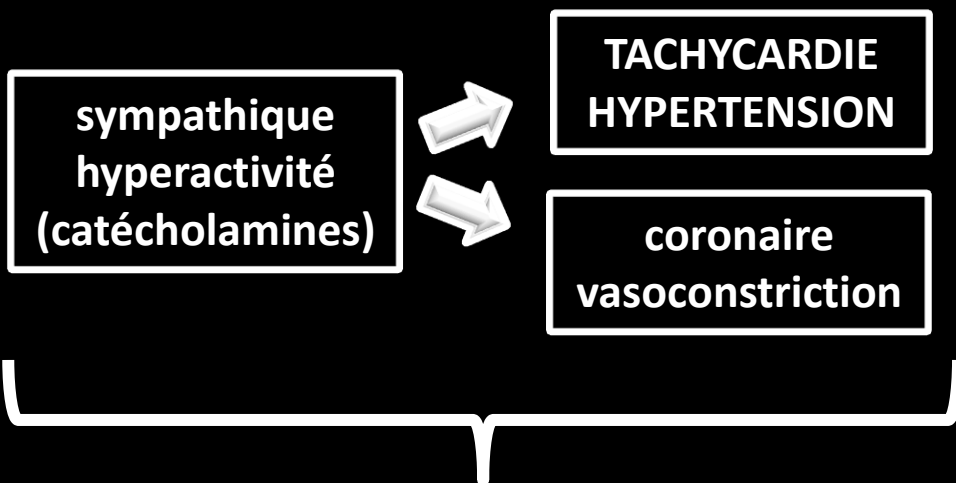 sympathique
hyperactivité
(catécholamines)
TACHYCARDIE
HYPERTENSION
coronaire
vasoconstriction